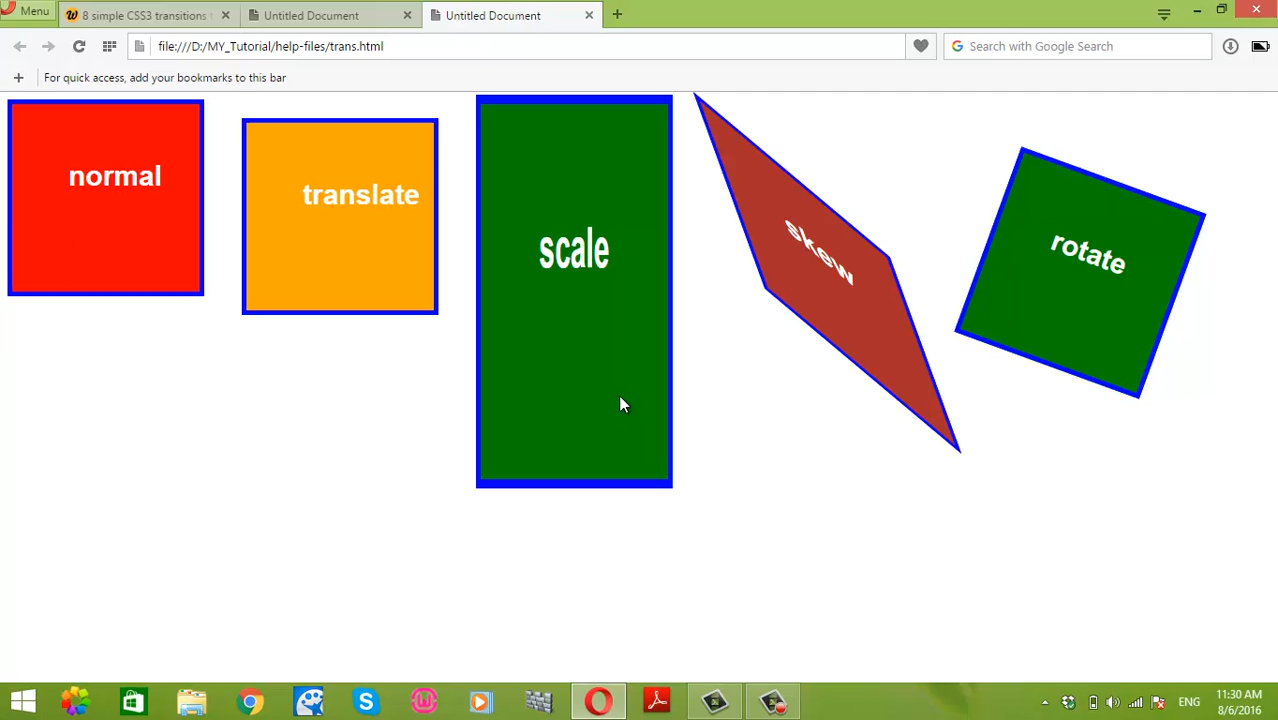 Menu
8 simple CSS3 transitions
Untitled Document
Untitled Document
file:///D:/MY_Tutorial/help-files/trans.html
Search with Google Search
For quick access, add your bookmarks to this bar
normal
translate
scale
skew
rotate
ENG
11:30 AM
8/6/2016